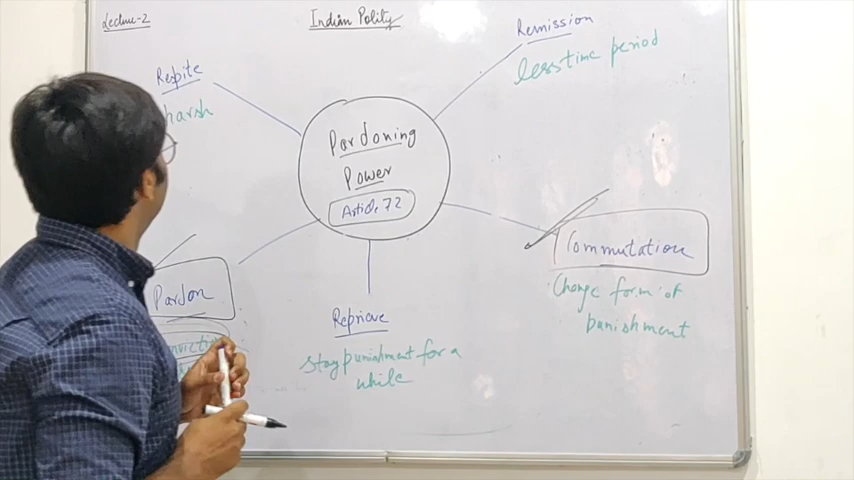 Lecture-2
Indian Polity
Remission
less time period
Respite
harsh
Pardoning
Power
Article 72
Commutation
Change form of
punishment
Pardon
Reprieve
stay punishment for a
while